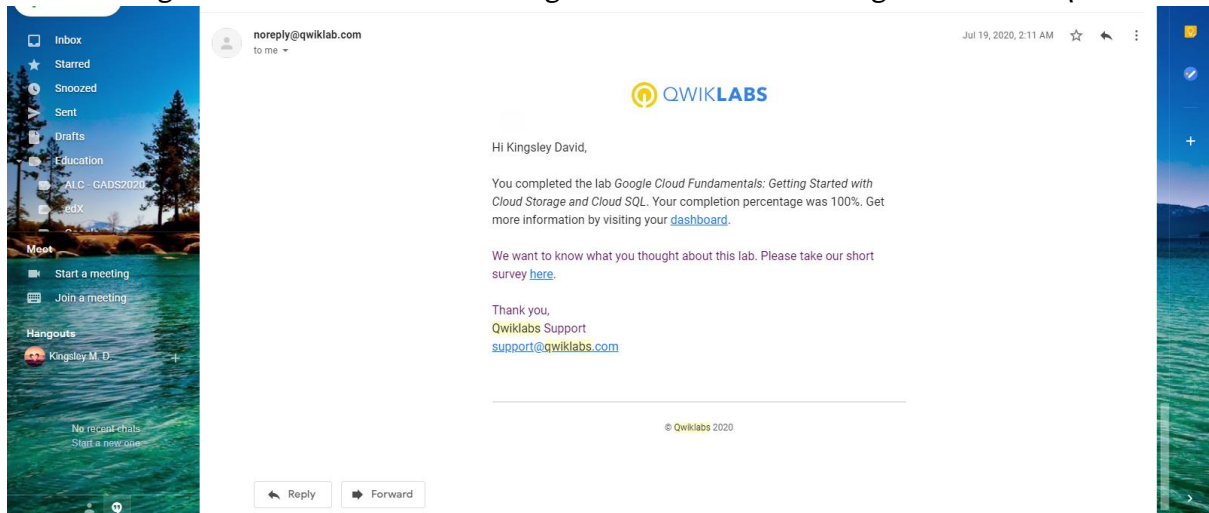 Inbox
Starred
Snoozed
Sent
Drafts
Education
ALC - GADS2020
edX
Meet
Start a meeting
Join a meeting
Hangouts
Kingsley M. D. +
No recent chats
Start a new one
noreply@qwiklab.com
to me
Jul 19, 2020, 2:11 AM
QWIKLABS
Hi Kingsley David,
You completed the lab Google Cloud Fundamentals: Getting Started with
Cloud Storage and Cloud SQL. Your completion percentage was 100%. Get
more information by visiting your dashboard.
We want to know what you thought about this lab. Please take our short
survey here.
Thank you,
Qwiklabs Support
support@qwiklabs.com
© Qwiklabs 2020
Reply
Forward